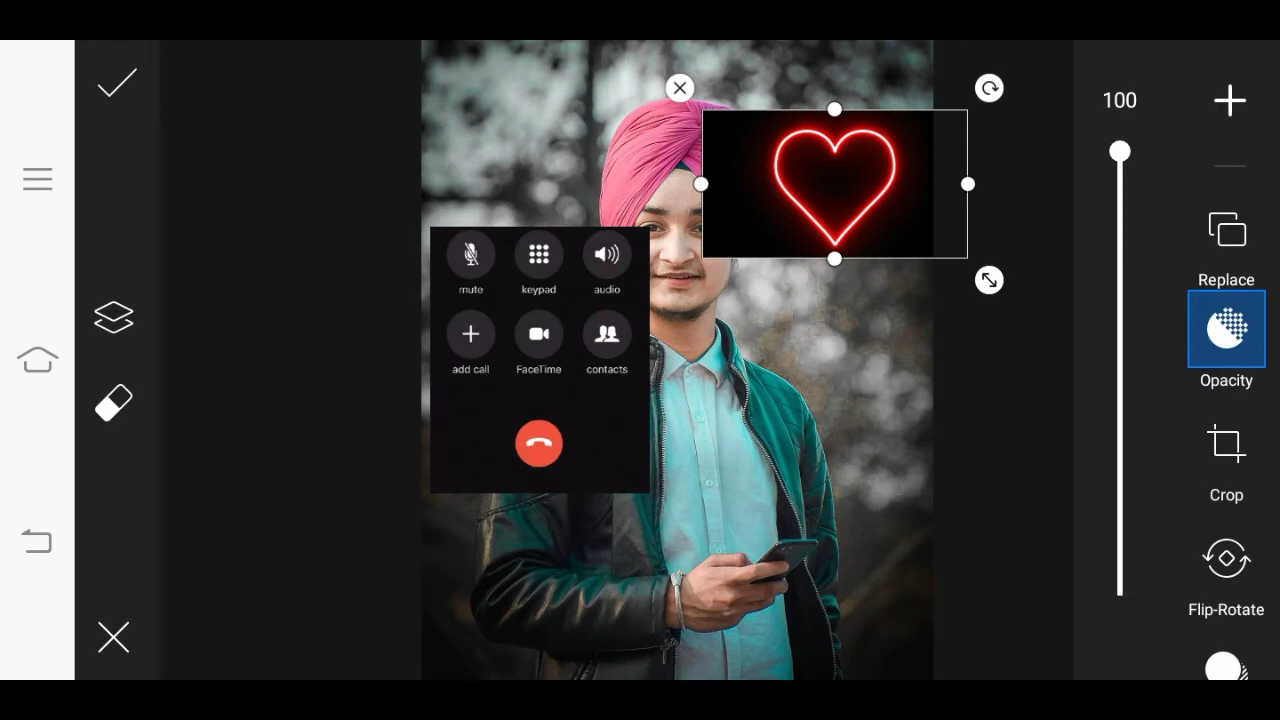 100
Replace
Opacity
Crop
Flip-Rotate
mute keypad audio
add call FaceTime contacts